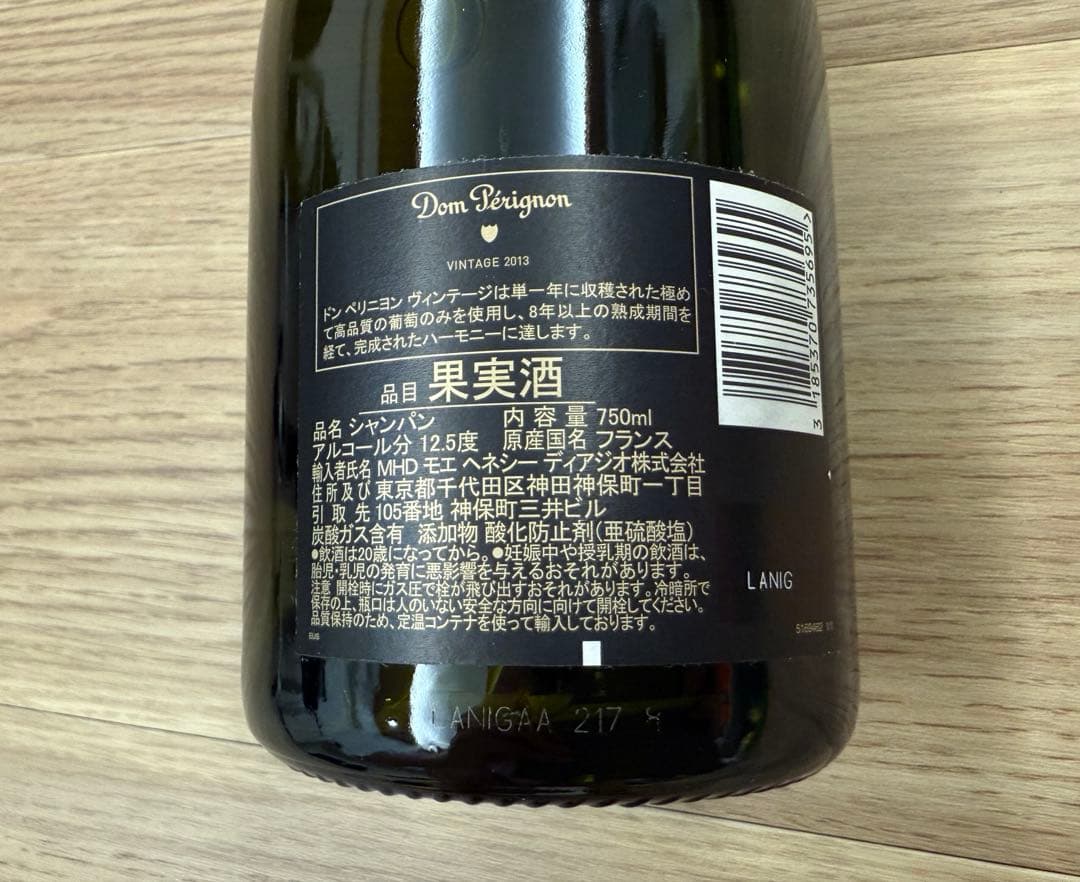 Dom Pérignon
VINTAGE 2013
ドン ペリニヨン ヴィンテージは単一年に収穫された極め
て高品質の葡萄のみを使用し、8年以上の熟成期間を
経て、完成されたハーモニーに達します。
品目 果実酒
品名 シャンパン 内容量 750ml
アルコール分 12.5度 原産国名 フランス
輸入者氏名 MHD モエ ヘネシー ディアジオ株式会社
住所及び 東京都千代田区神田神保町一丁目
引取先 105番地 神保町三井ビル
炭酸ガス含有 添加物 酸化防止剤(亜硫酸塩)
●飲酒は20歳になってから。●妊娠中や授乳期の飲酒は、
胎児・乳児の発育に悪影響を与えるおそれがあります。
注意 開栓時にガス圧で栓が飛び出すおそれがあります。冷暗所で
保存の上、瓶口は人のいない安全な方向に向けて開栓してください。
品質保持のため、定温コンテナを使って輸入しております。
3 185370 735695 >
LANIG
LANIGAA 217